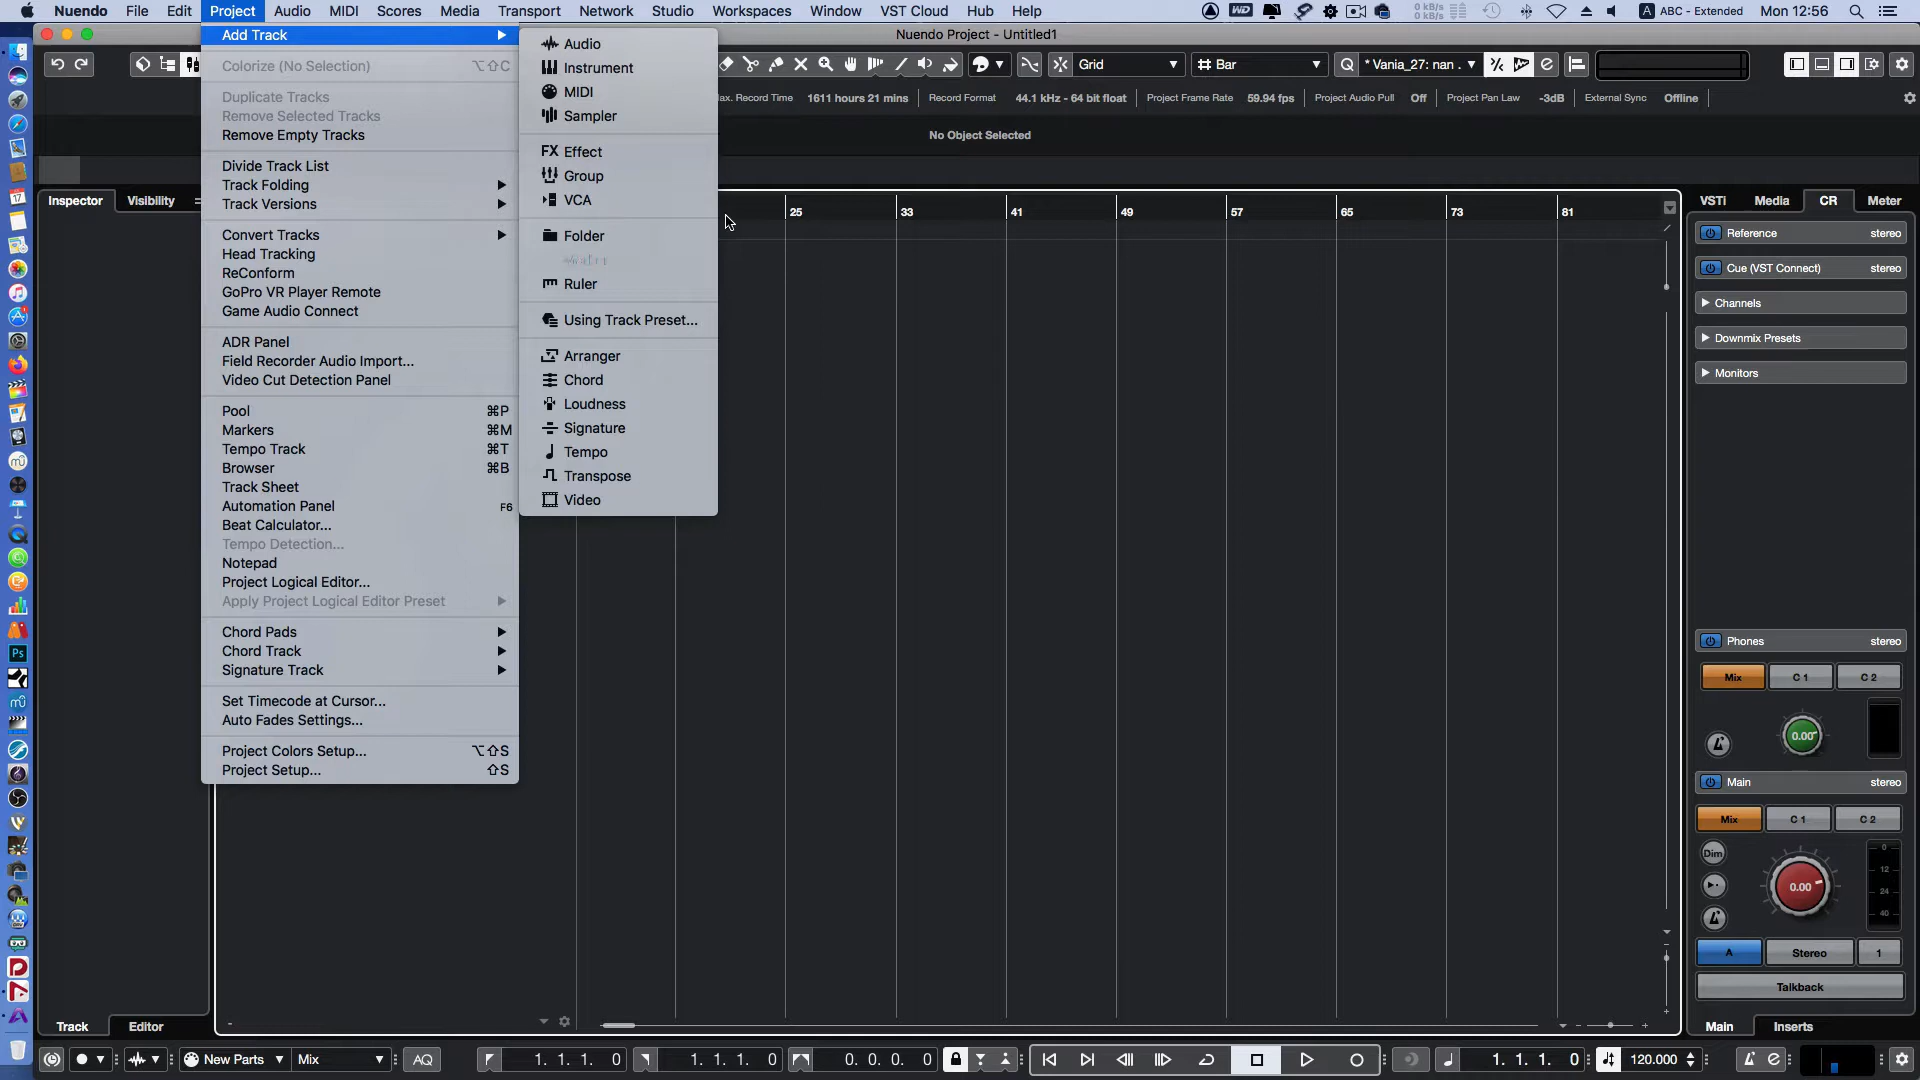 Nuendo File Edit Project Audio MIDI Scores Media Transport Network Studio Workspaces Window VST Cloud Hub Help
0 kB/s
0 kB/s
ABC - Extended Mon 12:56
Nuendo Project - Untitled1
Add Track
Colorize (No Selection) ⌥⇧C
Duplicate Tracks
Remove Selected Tracks
Remove Empty Tracks
Divide Track List
Track Folding
Track Versions
Convert Tracks
Head Tracking
ReConform
GoPro VR Player Remote
Game Audio Connect
ADR Panel
Field Recorder Audio Import...
Video Cut Detection Panel
Pool ⌘P
Markers ⌘M
Tempo Track ⌘T
Browser ⌘B
Track Sheet
Automation Panel F6
Beat Calculator...
Tempo Detection...
Notepad
Project Logical Editor...
Apply Project Logical Editor Preset
Chord Pads
Chord Track
Signature Track
Set Timecode at Cursor...
Auto Fades Settings...
Project Colors Setup... ⌥⇧S
Project Setup... ⇧S
Audio
Instrument
MIDI
Sampler
FX Effect
Group
VCA
Folder
Ruler
Using Track Preset...
Arranger
Chord
Loudness
Signature
Tempo
Transpose
Video
Grid Bar Q * Vania_27: nan .
ax. Record Time 1611 hours 21 mins Record Format 44.1 kHz - 64 bit float Project Frame Rate 59.94 fps Project Audio Pull Off Project Pan Law -3dB External Sync Offline
No Object Selected
Inspector Visibility
25 33 41 49 57 65 73 81
VSTi Media CR Meter
Reference stereo
Cue (VST Connect) stereo
Channels
Downmix Presets
Monitors
Phones stereo
Mix C 1 C 2
0.00
Main stereo
Mix C 1 C 2
Dim
0.00
0
12
24
40
A Stereo 1
Talkback
Main Inserts
17
Ps
Track Editor
New Parts Mix AQ 1. 1. 1. 0 1. 1. 1. 0 0. 0. 0. 0 1. 1. 1. 0 120.000